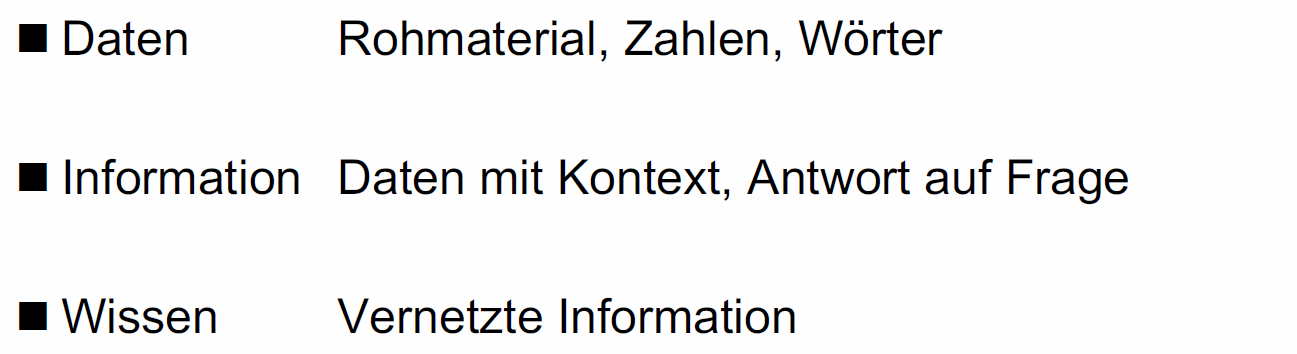 ■ Daten Rohmaterial, Zahlen, Wörter
■ Information Daten mit Kontext, Antwort auf Frage
■ Wissen Vernetzte Information